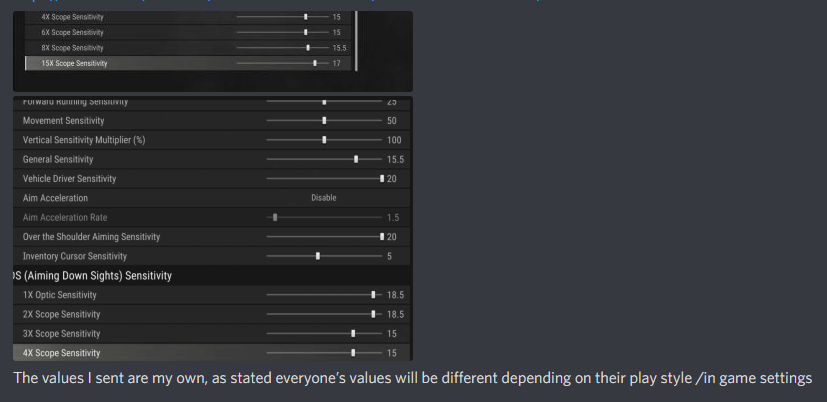 4X Scope Sensitivity 15
6X Scope Sensitivity 15
8X Scope Sensitivity 15.5
15X Scope Sensitivity 17
Forward Running Sensitivity 25
Movement Sensitivity 50
Vertical Sensitivity Multiplier (%) 100
General Sensitivity 15.5
Vehicle Driver Sensitivity 20
Aim Acceleration Disable
Aim Acceleration Rate 1.5
Over the Shoulder Aiming Sensitivity 20
Inventory Cursor Sensitivity 5
S (Aiming Down Sights) Sensitivity
1X Optic Sensitivity 18.5
2X Scope Sensitivity 18.5
3X Scope Sensitivity 15
4X Scope Sensitivity 15
The values I sent are my own, as stated everyone's values will be different depending on their play style /in game settings